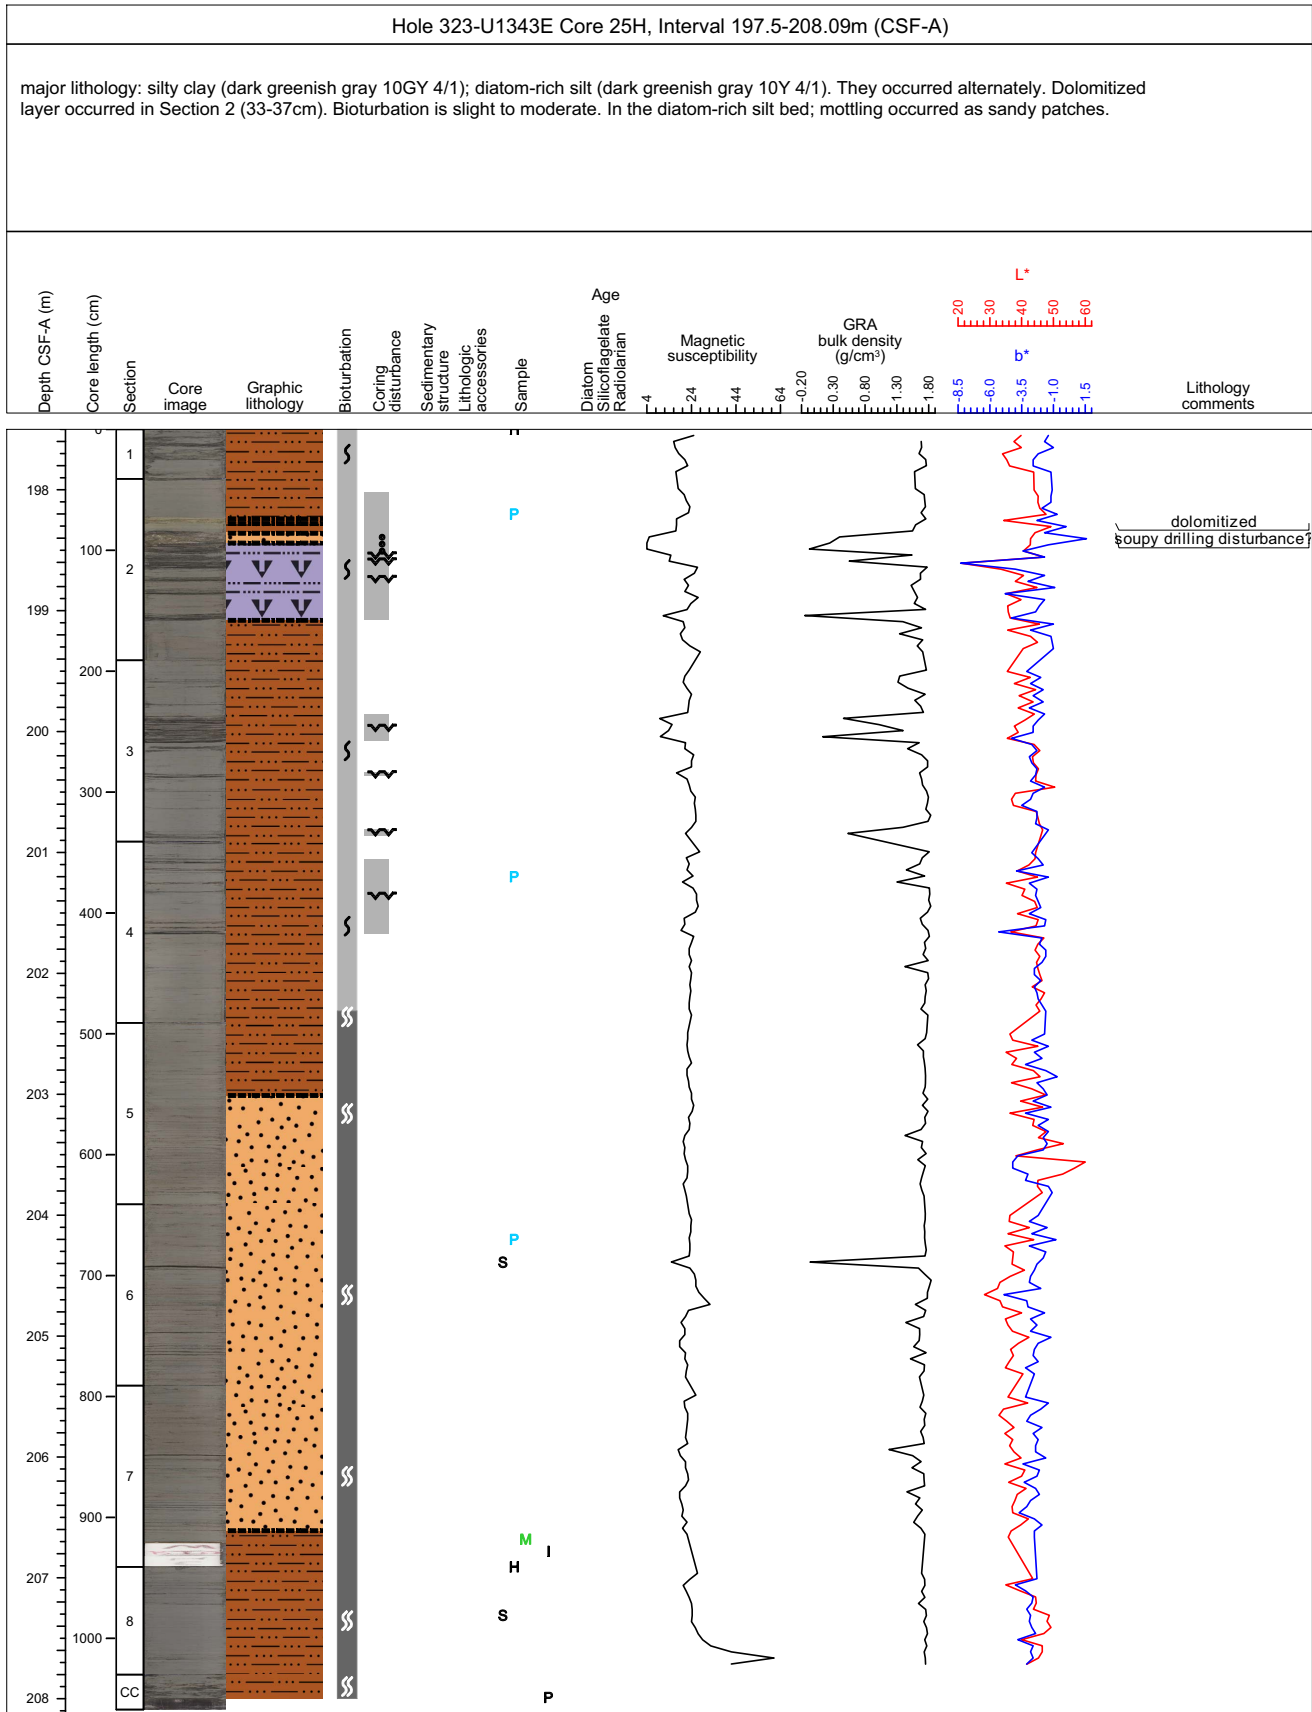 Hole 323-U1343E Core 25H, Interval 197.5-208.09m (CSF-A)
major lithology: silty clay (dark greenish gray 10GY 4/1); diatom-rich silt (dark greenish gray 10Y 4/1). They occurred alternately. Dolomitized
layer occurred in Section 2 (33-37cm). Bioturbation is slight to moderate. In the diatom-rich silt bed; mottling occurred as sandy patches.
Depth CSF-A (m)
Core length (cm)
Section
Core
image
Graphic
lithology
Bioturbation
Coring
disturbance
Sedimentary
structure
Lithologic
accessories
Sample
Age
Diatom
Silicoflagelate
Radiolarian
Magnetic
susceptibility
4 24 44 64
GRA
bulk density
(g/cm³)
-0.20 0.30 0.80 1.30 1.80
L*
20 30 40 50 60
b*
-8.5 -6.0 -3.5 -1.0 1.5
Lithology
comments
1
198
P
dolomitized
soupy drilling disturbance?
100
2
199
200
200
3
300
201
P
400
4
202
500
203
5
600
204
P
S
700
6
205
800
206
7
900
M
I
H
207
S
8
1000
CC
P
208